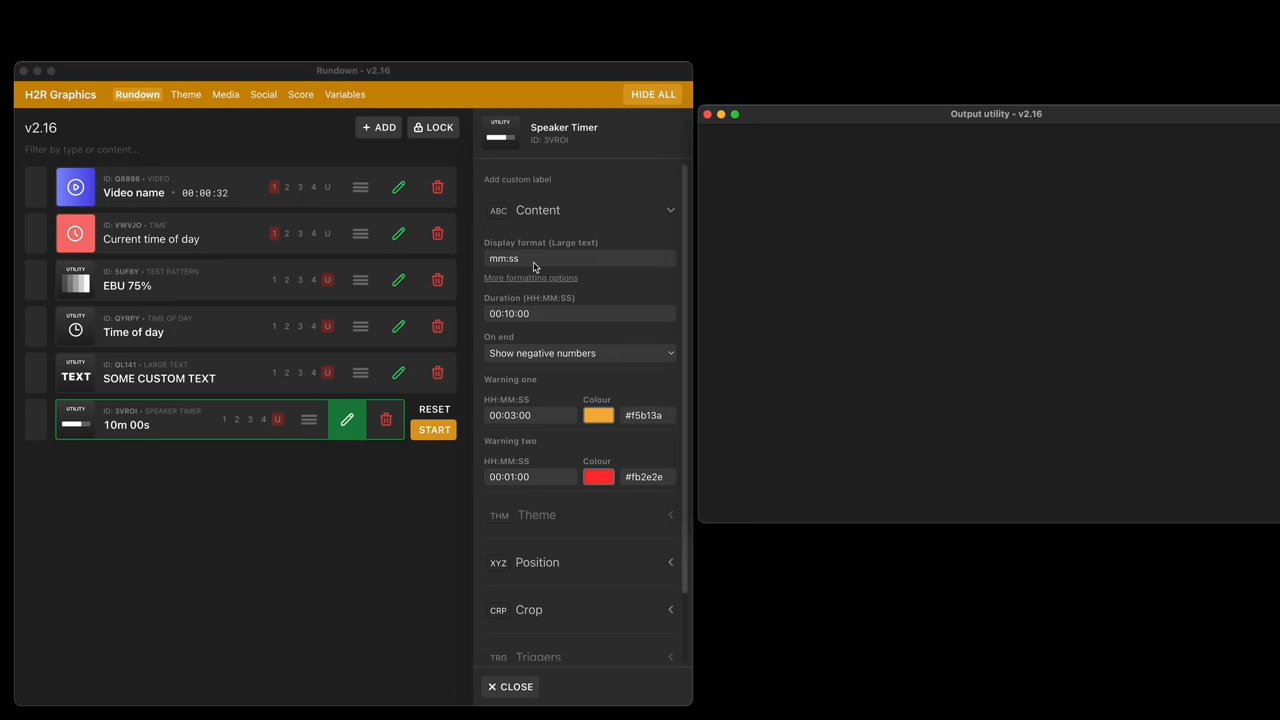 Rundown - v2.16
H2R Graphics Rundown Theme Media Social Score Variables HIDE ALL
v2.16 + ADD LOCK
Filter by type or content...
ID: Q8898 • VIDEO
Video name • 00:00:32 1 2 3 4 U
ID: VWVJO • TIME
Current time of day 1 2 3 4 U
UTILITY
ID: 5UF8Y • TEST PATTERN
EBU 75% 1 2 3 4 U
UTILITY
ID: QYRPY • TIME OF DAY
Time of day 1 2 3 4 U
UTILITY
TEXT
ID: QL141 • LARGE TEXT
SOME CUSTOM TEXT 1 2 3 4 U
UTILITY
ID: 3VROI • SPEAKER TIMER
10m 00s 1 2 3 4 U
RESET
START
UTILITY
Speaker Timer
ID: 3VROI
Add custom label
ABC Content
Display format (Large text)
mm:ss
More formatting options
Duration (HH:MM:SS)
00:10:00
On end
Show negative numbers
Warning one
HH:MM:SS Colour
00:03:00 #f5b13a
Warning two
HH:MM:SS Colour
00:01:00 #fb2e2e
THM Theme
XYZ Position
CRP Crop
TRG Triggers
CLOSE
Output utility - v2.16